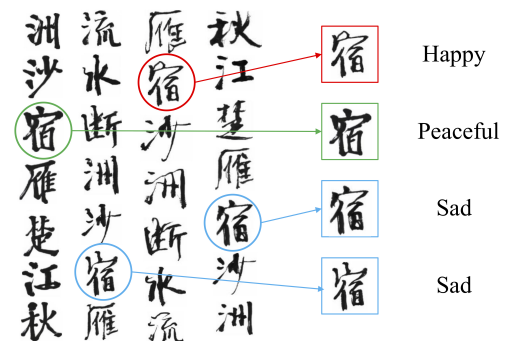 秋江楚雁宿沙洲
雁宿沙洲断水流
流水断洲沙宿雁
洲沙宿雁楚江秋
宿 Happy
宿 Peaceful
宿 Sad
宿 Sad